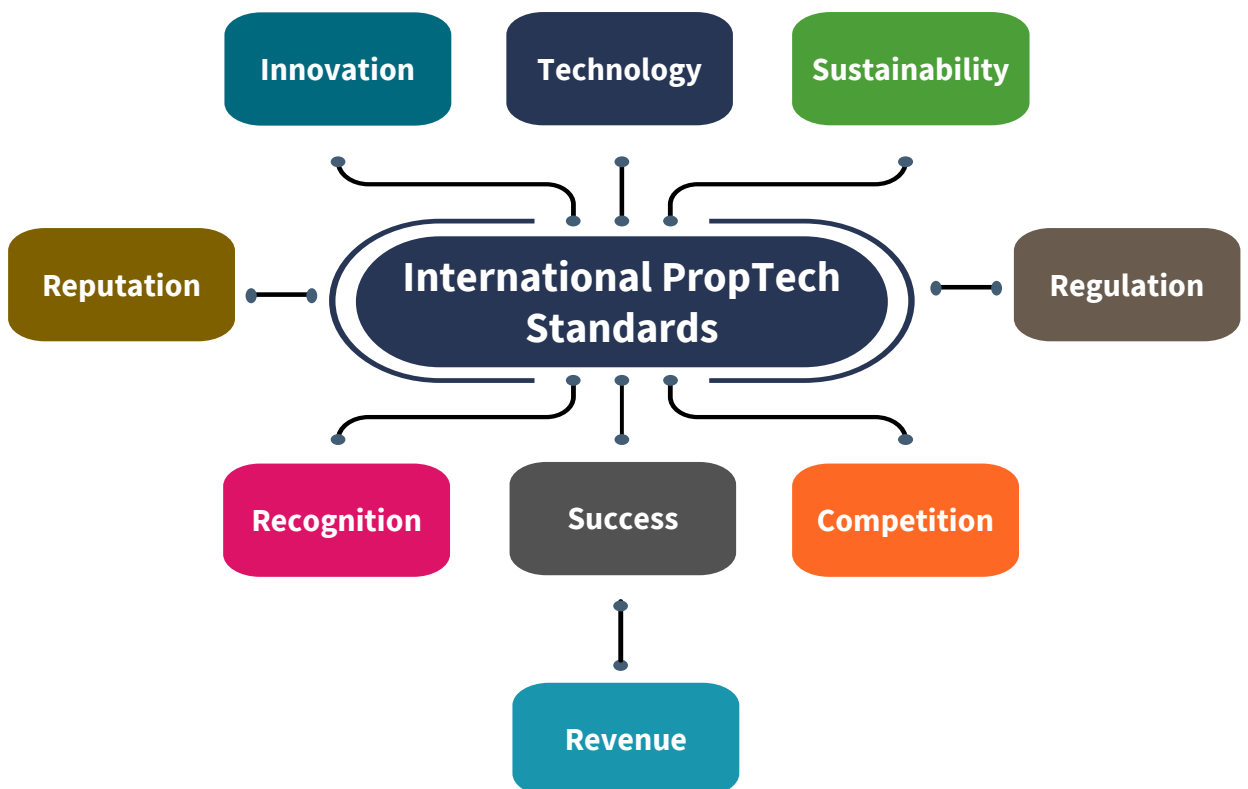 Innovation
Technology
Sustainability
Reputation
International PropTech
Standards
Regulation
Recognition
Success
Competition
Revenue